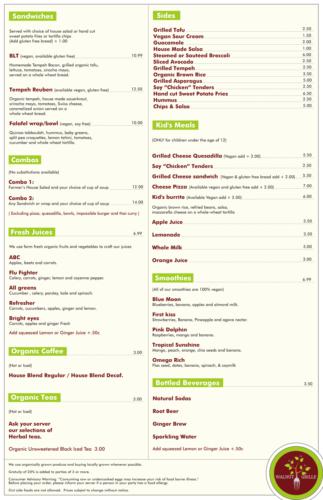 Sandwiches
Served with choice of house salad or hand cut
sweet potato fries or tortilla chips
(Add gluten free bread) + 1.00
BLT (vegan, available gluten free) 10.99
Homemade Tempeh Bacon, grilled organic tofu,
lettuce, tomatoes, siracha mayo,
served on a whole wheat bread.
Tempeh Reuben (available vegan, gluten free) 12.50
Organic tempeh, house made sauerkraut,
sriracha mayo, tomatoes, Swiss cheese,
caramelized onion served on a
whole wheat bread.
Falafel wrap/bowl (vegan, soy free) 10.00
Quinoa tabbouleh, hummus, baby greens,
split pea croquettes, lemon tahini, tomatoes,
cucumber and whole wheat tortilla.
Combos
(No substitutions available)
Combo 1:
Farmer's House Salad and your choice of cup of soup 12.00
Combo 2:
Any Sandwich or wrap and your choice of cup of soup 14.00
( Excluding pizza, quesadilla, bowls, impossible burger and thai curry )
Fresh Juices 6.99
We use farm fresh organic fruits and vegetables to craft our juices
ABC
Apples, beets and carrots.
Flu Fighter
Celery, carrots, ginger, lemon and cayenne pepper.
All greens
Cucumber, celery, parsley, kale and spinach.
Refresher
Carrots, cucumbers, apples, ginger and lemon.
Bright eyes
Carrots, apples and ginger Fresh
Add squeezed Lemon or Ginger Juice + .50c
Organic Coffee 3.00
(Hot or Iced)
House Blend Regular / House Blend Decaf.
Organic Teas 3.00
(Hot or Iced)
Ask your server
our selections of
Herbal teas.
Organic Unsweetened Black Iced Tea 3.00
Sides
Grilled Tofu 2.50
Vegan Sour Cream 1.00
Guacamole 3.00
House Made Salsa 1.00
Steamed or Sautéed Broccoli 6.00
Sliced Avocado 2.50
Grilled Tempeh 3.50
Organic Brown Rice 3.50
Grilled Asparagus 5.00
Soy "Chicken" Tenders 3.50
Hand cut Sweet Potato Fries 6.50
Hummus 3.50
Chips & Salsa 5.00
Kid's Meals
(ONLY for children under the age of 12)
Grilled Cheese Quesadilla (Vegan add + 2.00) 5.50
Soy "Chicken" Tenders 3.50
Grilled Cheese sandwich (Vegan & gluten free bread add + 2.00) 5.50
Cheese Pizza (Available vegan and gluten free add + 2.00) 7.00
Kid's burrito (Available Vegan add + 2.00) 6.00
Organic brown rice, refried beans, salsa,
mozzarella cheese on a whole wheat tortilla
Apple Juice 3.50
Lemonade 3.50
Whole Milk 3.00
Orange Juice 3.00
Smoothies 6.99
(All of our smoothies are 100% vegan)
Blue Moon
Blueberries, banana, apples and almond milk.
First kiss
Strawberries, Banana, Pineapple and agave nectar.
Pink Dolphin
Raspberries, mango and banana.
Tropical Sunshine
Mango, peach, orange, chia seeds and banana.
Omega Rich
Flax seed, dates, banana, spinach, & soymilk
Bottled Beverages 3.50
Natural Sodas
Root Beer
Ginger Brew
Sparkling Water
Add squeezed Lemon or Ginger Juice +.50c
We use organically grown produce and buying locally grown whenever possible.
Gratuity of 20% is added to parties of 5 or more.
Consumer Advisory Warning: "Consuming raw or undercooked eggs may increase your risk of food borne illness."
Before placing your order, please inform your server if a person in your party has a food allergy.
First side heads are not allowed. Prices subject to change without notice.
WALNUT GRILLE